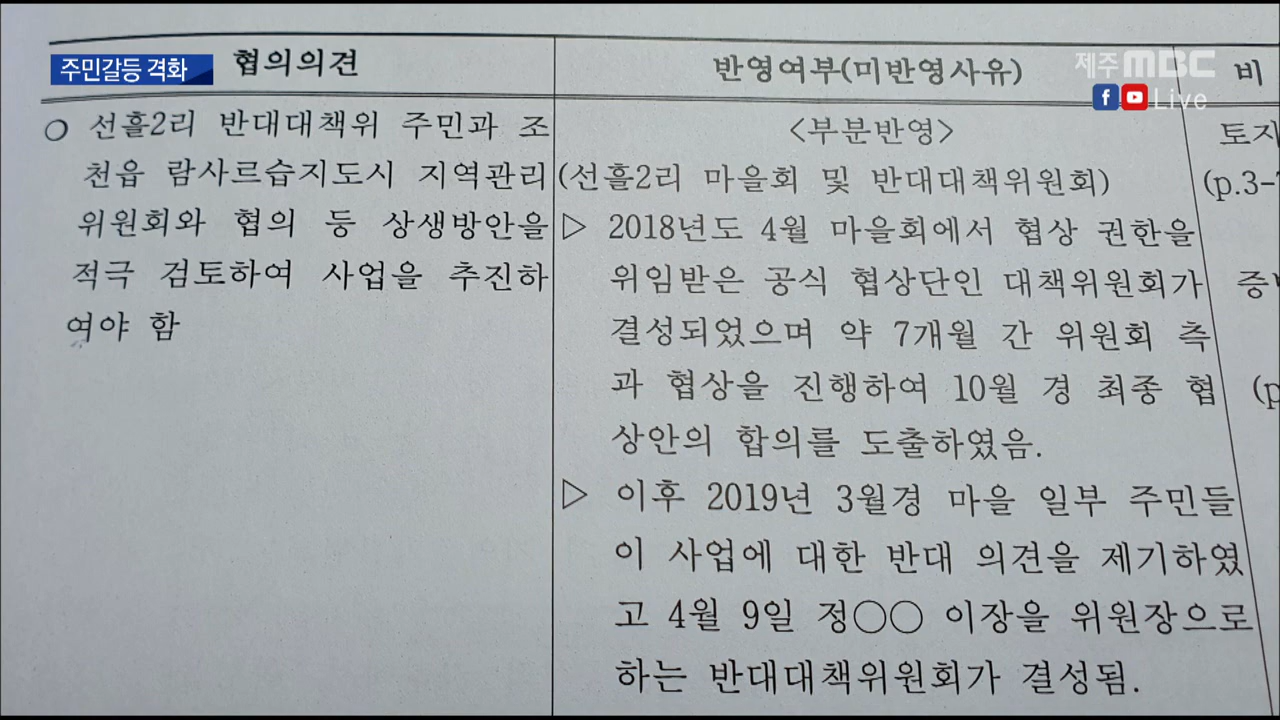 주민갈등 격화
제주MBC
Live
협의의견
반영여부(미반영사유)
비
○ 선흘2리 반대대책위 주민과 조
천읍 람사르습지도시 지역관리
위원회와 협의 등 상생방안을
적극 검토하여 사업을 추진하
여야 함
<부분반영>
(선흘2리 마을회 및 반대대책위원회)
▷ 2018년도 4월 마을회에서 협상 권한을
위임받은 공식 협상단인 대책위원회가
결성되었으며 약 7개월 간 위원회 측
과 협상을 진행하여 10월 경 최종 협
상안의 합의를 도출하였음.
▷ 이후 2019년 3월경 마을 일부 주민들
이 사업에 대한 반대 의견을 제기하였
고 4월 9일 정○○ 이장을 위원장으로
하는 반대대책위원회가 결성됨.
토지
(p.3-
(p